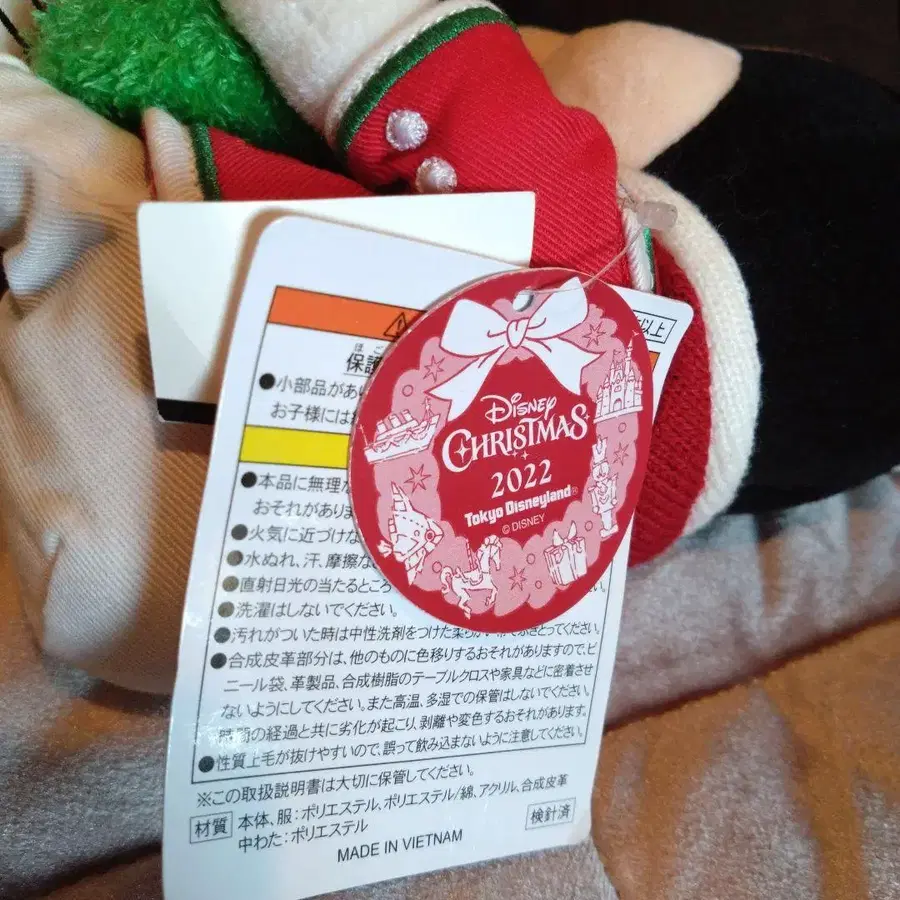 ほご
保護
以上
●小部品があ
お子様には
●本品に無理な
おそれがあります
●火気に近づけな
●水ぬれ、汗、摩擦な
●直射日光の当たるところ
●洗濯はしないでください。
●汚れがついた時は中性洗剤をつけた柔らか
でふきとってください。
●合成皮革部分は、他のものに色移りするおそれがありますので、ビ
ニール袋、革製品、合成樹脂のテーブルクロスや家具などに密着させ
ないようにしてください。また高温、多湿での保管はしないでください。
時間の経過と共に劣化が起こり、剥離や変色するおそれがあります。
●性質上毛が抜けやすいので、誤って飲み込まないように注意してください。
※この取扱説明書は大切に保管してください。
材質 本体、服：ポリエステル、ポリエステル/綿、アクリル、合成皮革
中わた：ポリエステル
検針済
MADE IN VIETNAM
Disney
CHRISTMAS
2022
Tokyo Disneyland®
© DISNEY